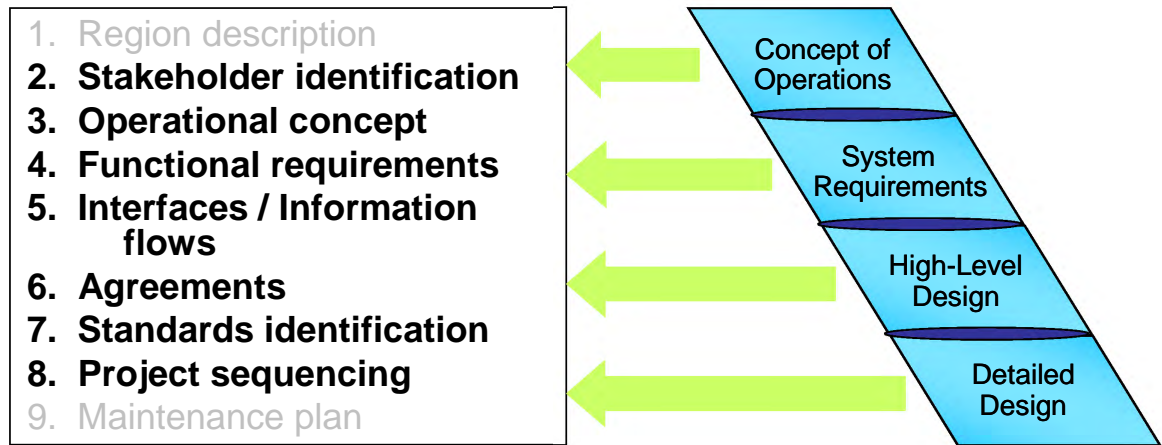 1. Region description
2. Stakeholder identification
3. Operational concept
4. Functional requirements
5. Interfaces / Information
flows
6. Agreements
7. Standards identification
8. Project sequencing
9. Maintenance plan
Concept of
Operations
System
Requirements
High-Level
Design
Detailed
Design